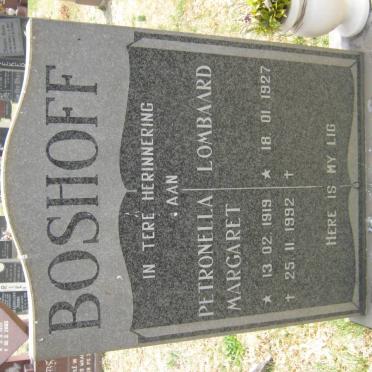 BOSHOFF
IN TERE HERINNERING
AAN
PETRONELLA LOMBAARD
MARGARET
★ 13 02 1919 ★ 18 01 1927
† 25 11 1992 †
HERE IS MY LIG